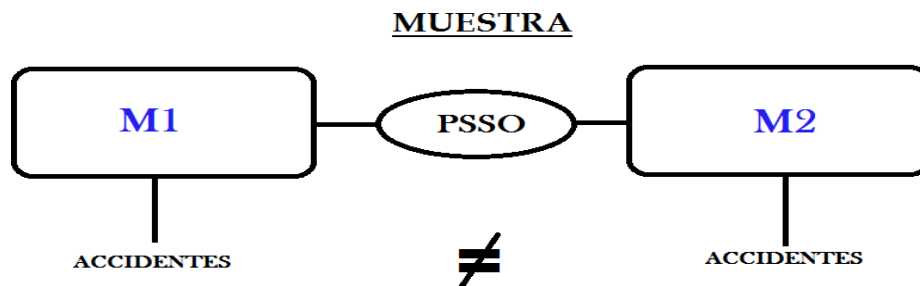 MUESTRA
M1
PSSO
M2
ACCIDENTES
≠
ACCIDENTES